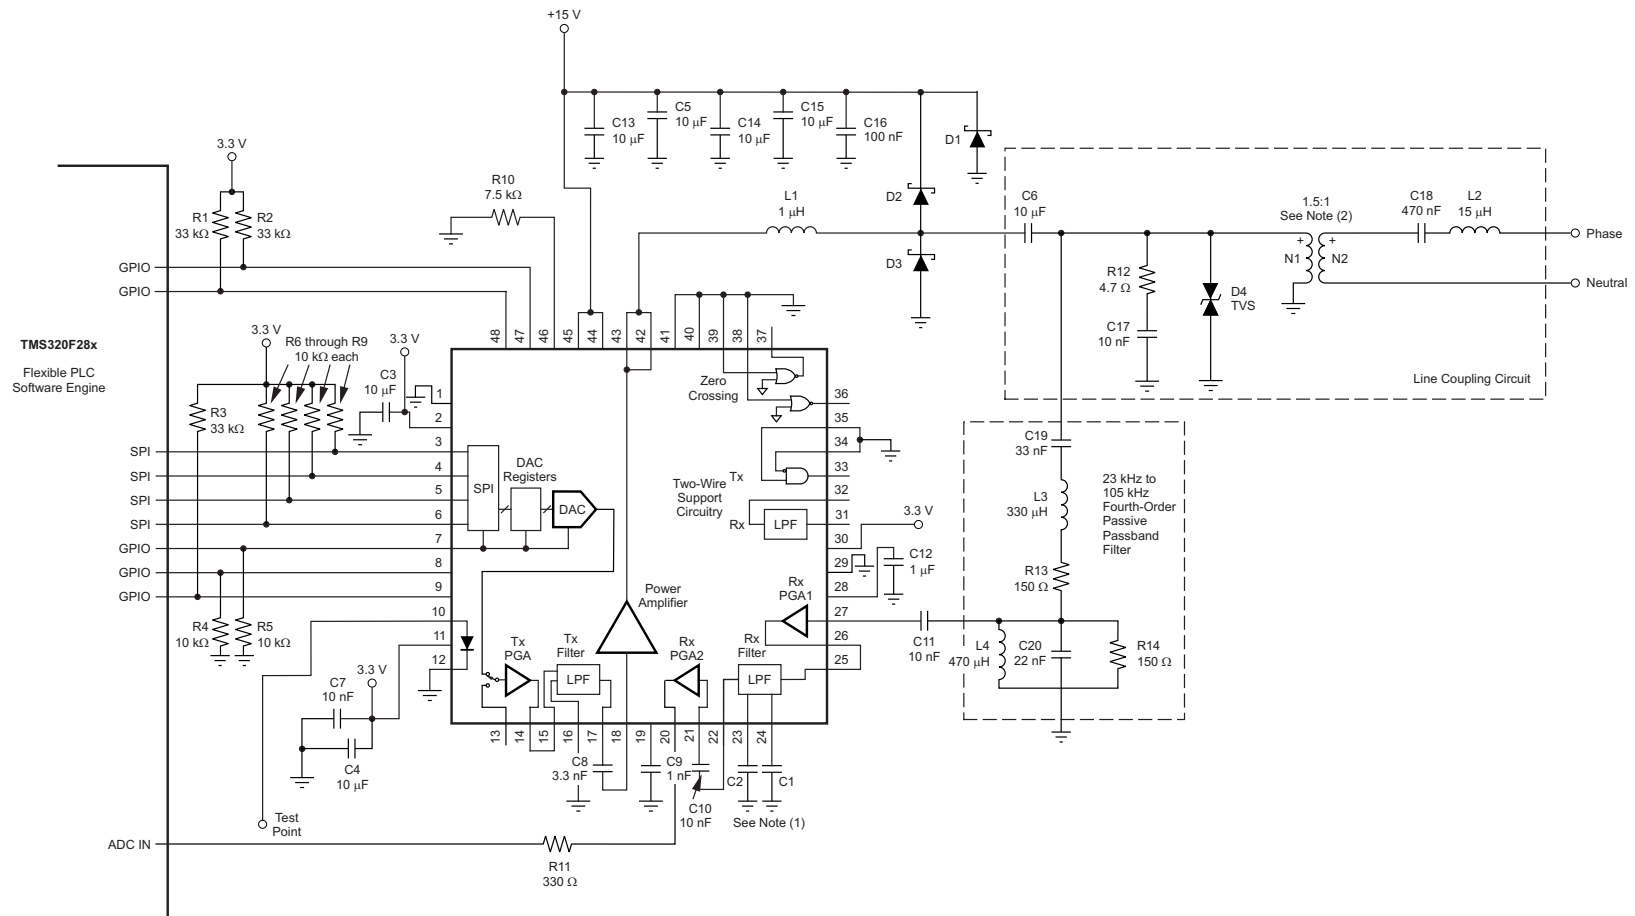 +15 V
C13
10 μF
C5
10 μF
C14
10 μF
C15
10 μF
C16
100 nF
D1
3.3 V
R1
33 kΩ
R2
33 kΩ
R10
7.5 kΩ
L1
1 μH
D2
D3
C6
10 μF
1.5:1
See Note (2)
C18
470 nF
L2
15 μH
Phase
Neutral
+
+
N1
N2
R12
4.7 Ω
C17
10 nF
D4
TVS
Line Coupling Circuit
GPIO
GPIO
TMS320F28x
Flexible PLC
Software Engine
3.3 V
R6 through R9
10 kΩ each
3.3 V
C3
10 μF
R3
33 kΩ
48
47
46
45
44
43
42
41
40
39
38
37
1
2
3
4
5
6
7
8
9
10
11
12
SPI
SPI
SPI
SPI
GPIO
GPIO
GPIO
SPI
DAC
Registers
DAC
Zero
Crossing
Two-Wire
Support
Circuitry
Tx
Rx
LPF
36
35
34
33
32
31
30
29
28
27
26
25
3.3 V
C12
1 μF
C19
33 nF
L3
330 μH
R13
150 Ω
23 kHz to
105 kHz
Fourth-Order
Passive
Passband
Filter
C11
10 nF
L4
470 μH
C20
22 nF
R14
150 Ω
R4
10 kΩ
R5
10 kΩ
Power
Amplifier
Rx
PGA1
Tx
PGA
Tx
Filter
LPF
Rx
PGA2
Rx
Filter
LPF
3.3 V
C7
10 nF
C4
10 μF
13
14
15
16
17
18
19
20
21
22
23
24
C8
3.3 nF
C9
1 nF
C10
10 nF
C2
C1
See Note (1)
Test
Point
ADC IN
R11
330 Ω